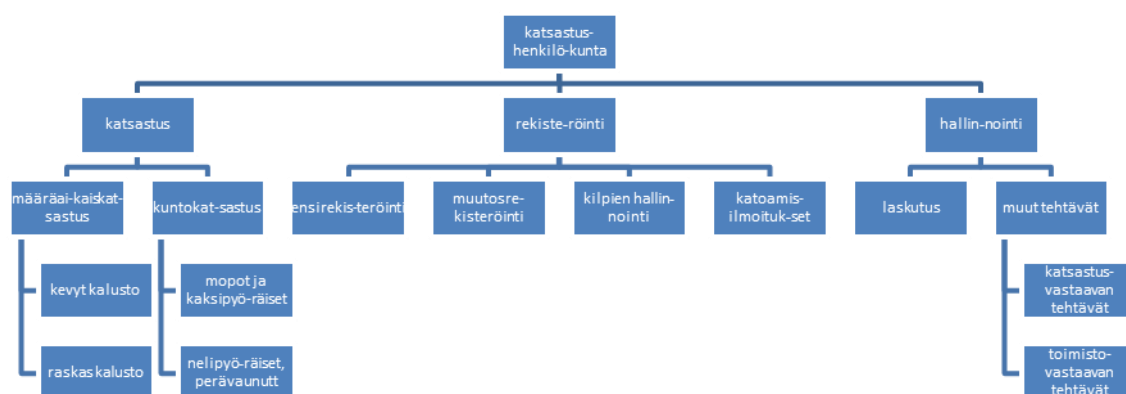 katsastus-
henkilö-kunta
katsastus
rekiste-röinti
hallin-nointi
määräai-kaiskat-
sastus
kuntokat-sastus
ensirekis-teröinti
muutosre-
kisteröinti
kilpien hallin-
nointi
katoamis-
ilmoituk-set
laskutus
muut tehtävät
kevyt kalusto
mopot ja
kaksipyö-räiset
katsastus-
vastaavan
tehtävät
raskas kalusto
nelipyö-räiset,
perävaunutt
toimisto-
vastaavan
tehtävät